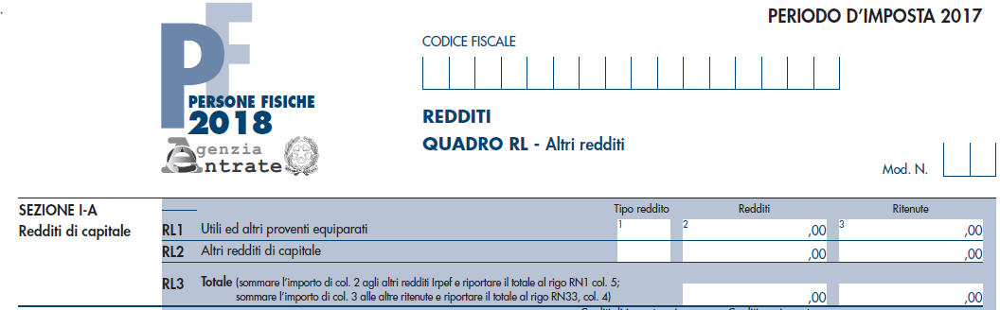 PERIODO D'IMPOSTA 2017
PF
CODICE FISCALE
PERSONE FISICHE
2018
REDDITI
QUADRO RL - Altri redditi
Agenzia
Entrate
Mod. N.
SEZIONE I-A
Redditi di capitale
Tipo reddito Redditi Ritenute
RL1 Utili ed altri proventi equiparati 1 2 ,00 3 ,00
RL2 Altri redditi di capitale ,00 ,00
RL3 Totale (sommare l'importo di col. 2 agli altri redditi Irpef e riportare il totale al rigo RN1 col. 5;
sommare l'importo di col. 3 alle altre ritenute e riportare il totale al rigo RN33, col. 4) ,00 ,00